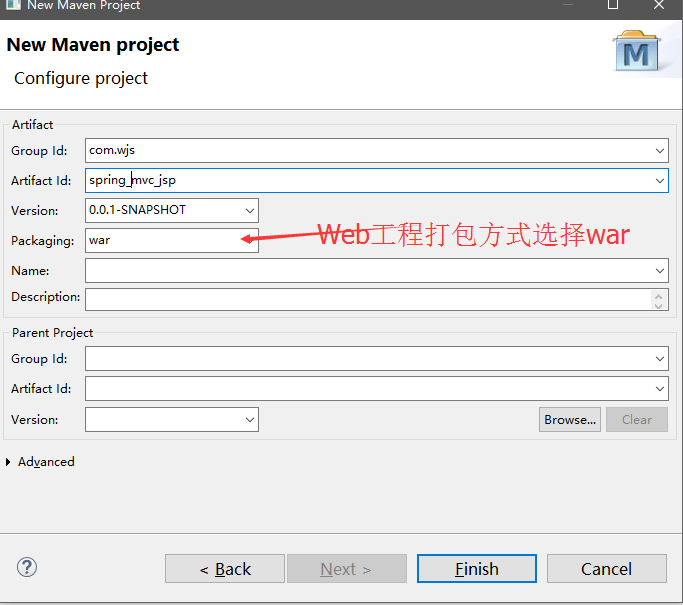 New Maven Project
New Maven project
Configure project
M
Artifact
Group Id: com.wjs
Artifact Id: spring_mvc_jsp
Version: 0.0.1-SNAPSHOT
Packaging: war
Web工程打包方式选择war
Name:
Description:
Parent Project
Group Id:
Artifact Id:
Version:
Browse... Clear
Advanced
? < Back Next > Finish Cancel